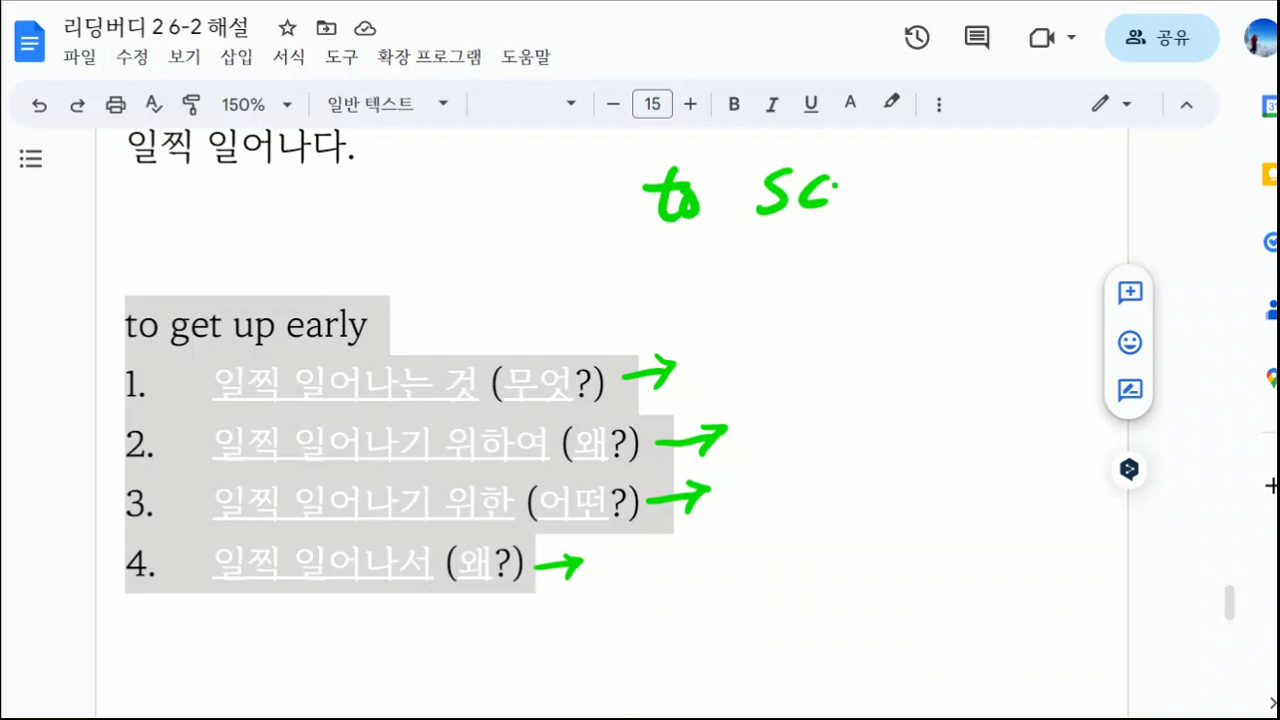 리딩버디 2 6-2 해설
파일 수정 보기 삽입 서식 도구 확장 프로그램 도움말
공유
150% 일반 텍스트 − 15 + B I U A
일찍 일어나다.
to sc
to get up early
1. 일찍 일어나는 것 (무엇?)
2. 일찍 일어나기 위하여 (왜?)
3. 일찍 일어나기 위한 (어떤?)
4. 일찍 일어나서 (왜?)